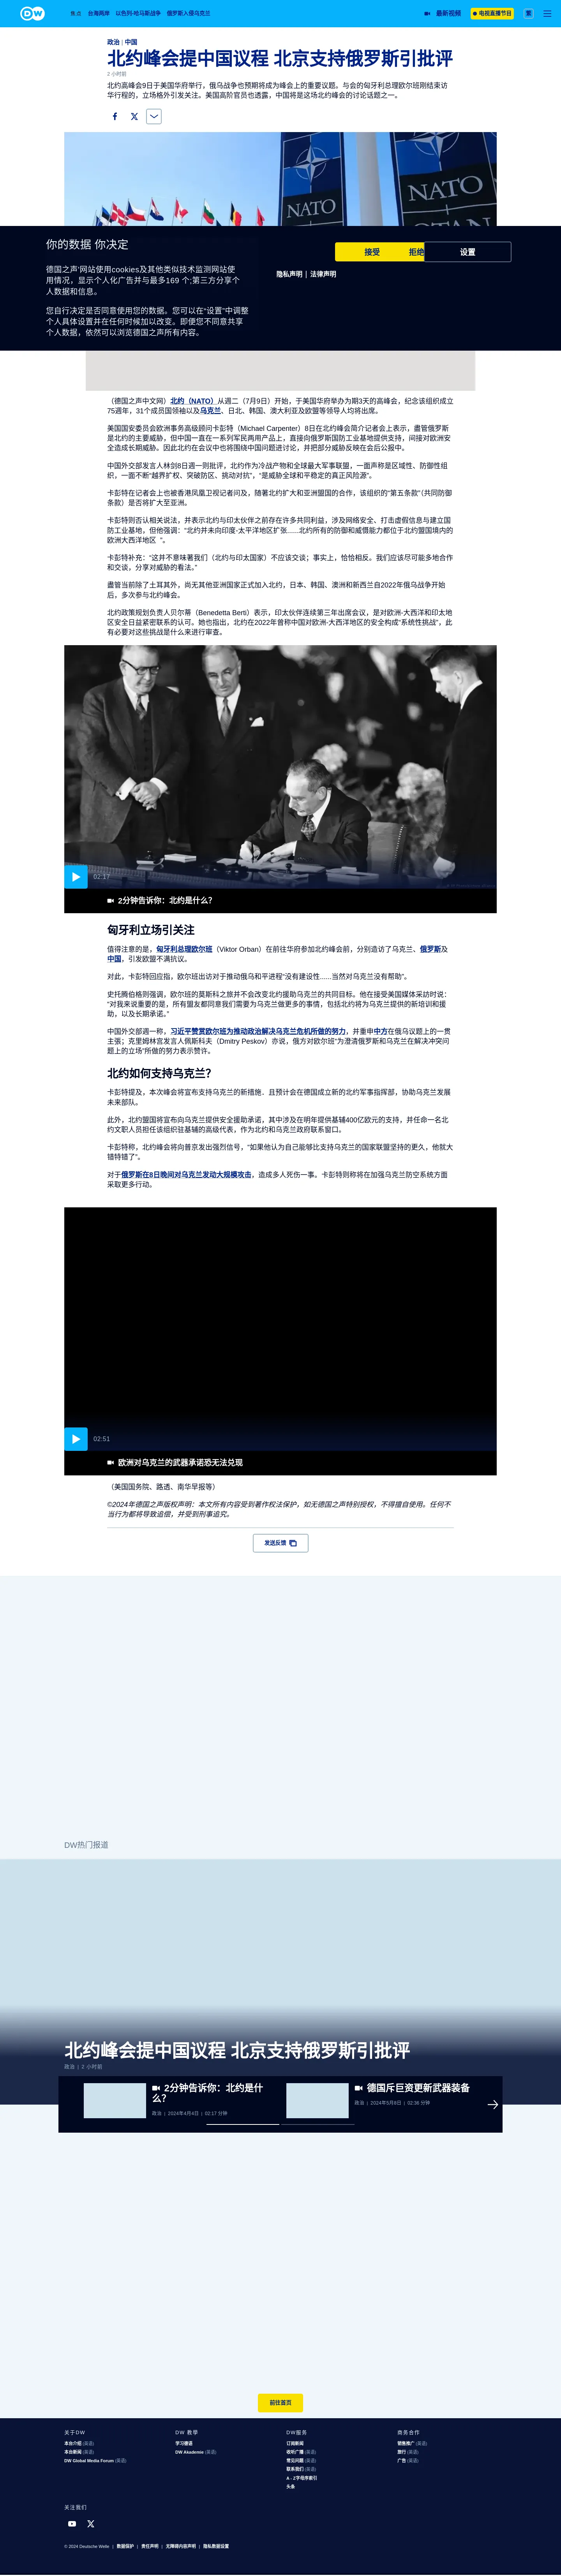 DW
焦点
台海两岸
以色列-哈马斯战争
俄罗斯入侵乌克兰
最新视频
电视直播节目
繁
政治 | 中国
北约峰会提中国议程 北京支持俄罗斯引批评
2 小时前
北约高峰会9日于美国华府举行，俄乌战争也预期将成为峰会上的重要议题。与会的匈牙利总理欧尔班刚结束访
华行程的，立场格外引发关注。美国高阶官员也透露，中国将是这场北约峰会的讨论话题之一。
NATO
NATO
OTAN
你的数据 你决定
德国之声'网站使用cookies及其他类似技术监测网站使
用情况，显示个人化广告并与最多169 个;第三方分享个
人数据和信息。
您自行决定是否同意使用您的数据。您可以在“设置”中调整
个人具体设置并在任何时候加以改变。即便您不同意共享
个人数据，依然可以浏览德国之声所有内容。
接受
拒绝
设置
隐私声明 | 法律声明
（德国之声中文网）北约（NATO）从週二（7月9日）开始，于美国华府举办为期3天的高峰会，纪念该组织成立
75週年，31个成员国领袖以及乌克兰、日北、韩国、澳大利亚及欧盟等领导人均将出席。
美国国安委员会欧洲事务高级顾问卡彭特（Michael Carpenter）8日在北约峰会简介记者会上表示，盡管俄罗斯
是北约的主要威胁，但中国一直在一系列军民两用产品上，直接向俄罗斯国防工业基地提供支持，间接对欧洲安
全造成长期威胁。因此北约在会议中也将围绕中国问题进行讨论，并把部分威胁反映在会后公报中。
中国外交部发言人林剑8日週一则批评，北约作为冷战产物和全球最大军事联盟，一面声称是区域性、防御性组
织，一面不断“越界扩权、突破防区、挑动对抗”，“是威胁全球和平稳定的真正风险源”。
卡彭特在记者会上也被香港凤凰卫视记者问及，随著北约扩大和亚洲盟国的合作，该组织的“第五条款”（共同防御
条款）是否将扩大至亚洲。
卡彭特则否认相关说法，并表示北约与印太伙伴之前存在许多共同利益，涉及网络安全、打击虚假信息与建立国
防工业基地，但他强调：“北约并未向印度-太平洋地区扩张......北约所有的防御和威慑能力都位于北约盟国境内的
欧洲大西洋地区 ”。
卡彭特补充：“这并不意味著我们（北约与印太国家）不应该交谈；事实上，恰恰相反。我们应该尽可能多地合作
和交谈，分享对威胁的看法。”
盡管当前除了土耳其外，尚无其他亚洲国家正式加入北约，日本、韩国、澳洲和新西兰自2022年俄乌战争开始
后，多次参与北约峰会。
北约政策规划负责人贝尔蒂（Benedetta Berti）表示，印太伙伴连续第三年出席会议，是对欧洲-大西洋和印太地
区安全日益紧密联系的认可。她也指出，北约在2022年曾称中国对欧洲-大西洋地区的安全构成“系统性挑战”，此
有必要对这些挑战是什么来进行审查。
02:17
2分钟告诉你：北约是什么？
匈牙利立场引关注
值得注意的是，匈牙利总理欧尔班（Viktor Orban）在前往华府参加北约峰会前，分别造访了乌克兰、俄罗斯及
中国，引发欧盟不满抗议。
对此，卡彭特回应指，欧尔班出访对于推动俄乌和平进程“没有建设性......当然对乌克兰没有帮助”。
史托腾伯格则强调，欧尔班的莫斯科之旅并不会改变北约援助乌克兰的共同目标。他在接受美国媒体采访时说：
“对我来说重要的是，所有盟友都同意我们需要为乌克兰做更多的事情，包括北约将为乌克兰提供的新培训和援
助，以及长期承诺。”
中国外交部週一称，习近平赞赏欧尔班为推动政治解决乌克兰危机所做的努力，并重申中方在俄乌议题上的一贯
主张；克里姆林宫发言人佩斯科夫（Dmitry Peskov）亦说，俄方对欧尔班“为澄清俄罗斯和乌克兰在解决冲突问
题上的立场”所做的努力表示赞许。
北约如何支持乌克兰？
卡彭特提及，本次峰会将宣布支持乌克兰的新措施．且预计会在德国成立新的北约军事指挥部，协助乌克兰发展
未来部队。
此外，北约盟国将宣布向乌克兰提供安全援助承诺，其中涉及在明年提供基辅400亿欧元的支持，并任命一名北
约文职人员担任该组织驻基辅的高级代表，作为北约和乌克兰政府联系窗口。
卡彭特称，北约峰会将向普京发出强烈信号，“如果他认为自己能够比支持乌克兰的国家联盟坚持的更久，他就大
错特错了”。
对于俄罗斯在8日晚间对乌克兰发动大规模攻击，造成多人死伤一事、卡彭特则称将在加强乌克兰防空系统方面
采取更多行动。
02:51
欧洲对乌克兰的武器承诺恐无法兑现
（美国国务院、路透、南华早报等）
©2024年德国之声版权声明：本文所有内容受到著作权法保护，如无德国之声特别授权，不得擅自使用。任何不
当行为都将导致追偿，并受到刑事追究。
发送反馈
DW热门报道
北约峰会提中国议程 北京支持俄罗斯引批评
政治 | 2 小时前
2分钟告诉你：北约是什
么？
政治 | 2024年4月4日 | 02:17 分钟
德国斥巨资更新武器装备
政治 | 2024年5月8日 | 02:36 分钟
前往首页
关于DW
本台介绍 (英语)
本台新闻 (英语)
DW Global Media Forum (英语)
DW 教學
学习德语
DW Akademie (英语)
DW服务
订阅新闻
收听广播 (英语)
常见问题 (英语)
联系我们 (英语)
A - Z字母序索引
头条
商务合作
销售推广 (英语)
旅行 (英语)
广告 (英语)
关注我们
© 2024 Deutsche Welle | 数据保护 | 责任声明 | 无障碍内容声明 | 隐私数据设置